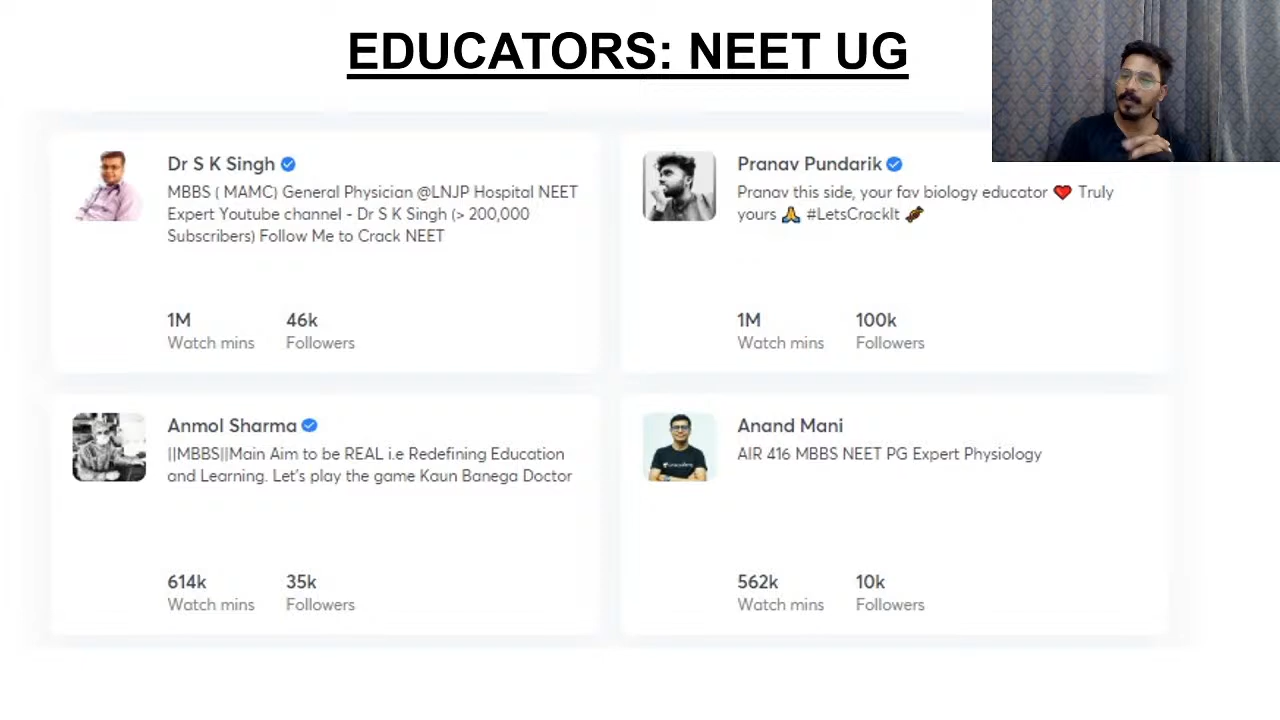 EDUCATORS: NEET UG
Dr S K Singh
MBBS ( MAMC) General Physician @LNJP Hospital NEET
Expert Youtube channel - Dr S K Singh (> 200,000
Subscribers) Follow Me to Crack NEET
1M 46k
Watch mins Followers
Pranav Pundarik
Pranav this side, your fav biology educator ❤️ Truly
yours 🙏 #LetsCrackIt 🍬
1M 100k
Watch mins Followers
Anmol Sharma
||MBBS||Main Aim to be REAL i.e Redefining Education
and Learning. Let's play the game Kaun Banega Doctor
614k 35k
Watch mins Followers
Anand Mani
AIR 416 MBBS NEET PG Expert Physiology
562k 10k
Watch mins Followers